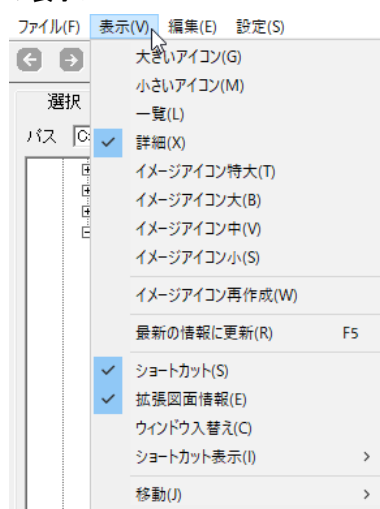 ファイル(F) 表示(V) 編集(E) 設定(S)
大きいアイコン(G)
小さいアイコン(M)
選択
一覧(L)
パス C:
詳細(X)
イメージアイコン特大(T)
イメージアイコン大(B)
イメージアイコン中(V)
イメージアイコン小(S)
イメージアイコン再作成(W)
最新の情報に更新(R) F5
ショートカット(S)
拡張図面情報(E)
ウィンドウ入替え(C)
ショートカット表示(I)
移動(J)